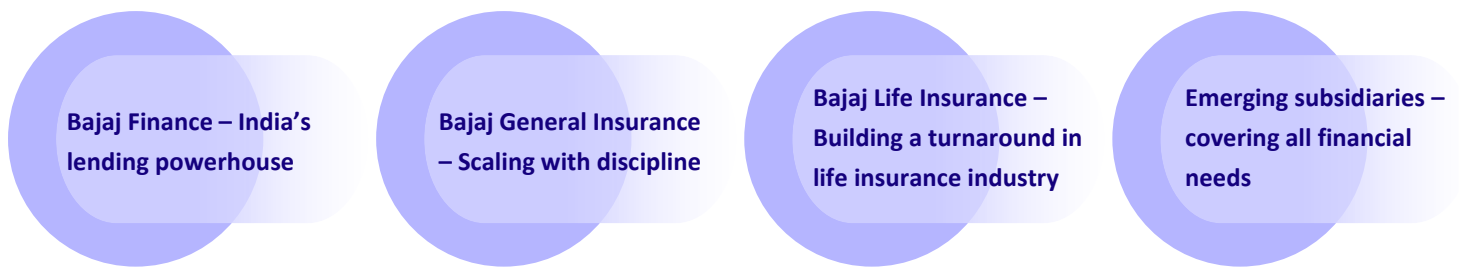 Bajaj Finance – India’s
lending powerhouse
Bajaj General Insurance
– Scaling with discipline
Bajaj Life Insurance –
Building a turnaround in
life insurance industry
Emerging subsidiaries –
covering all financial
needs